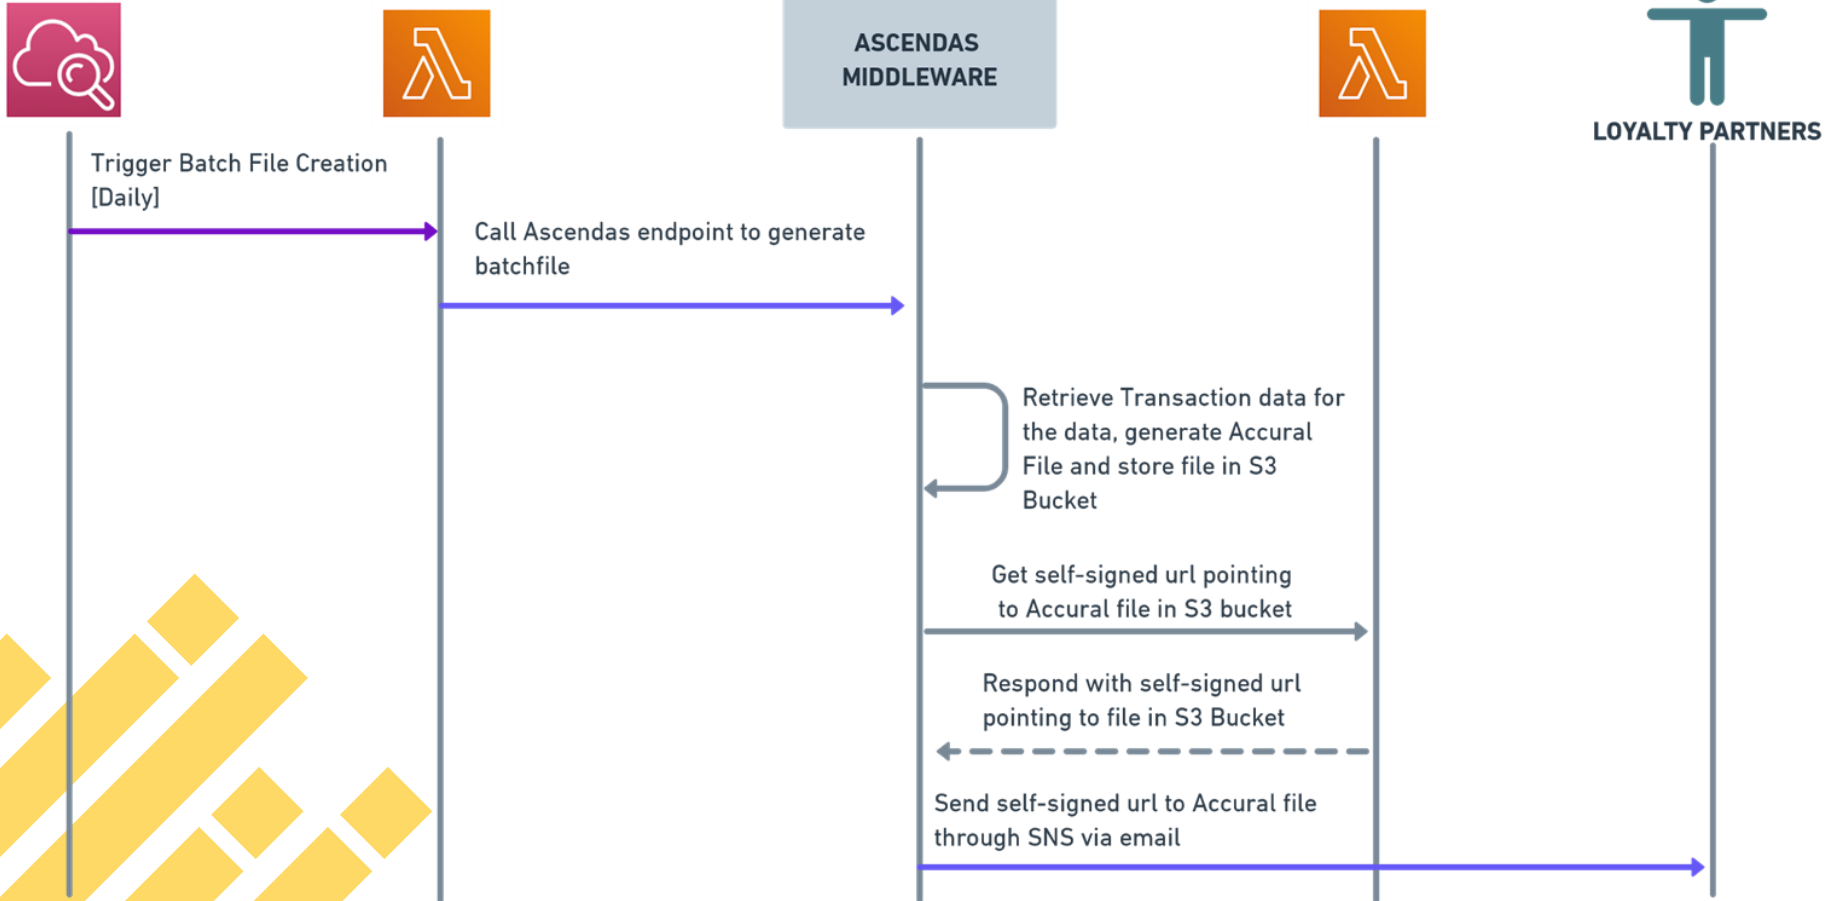 ASCENDAS
MIDDLEWARE
LOYALTY PARTNERS
Trigger Batch File Creation
[Daily]
Call Ascendas endpoint to generate
batchfile
Retrieve Transaction data for
the data, generate Accural
File and store file in S3
Bucket
Get self-signed url pointing
to Accural file in S3 bucket
Respond with self-signed url
pointing to file in S3 Bucket
Send self-signed url to Accural file
through SNS via email